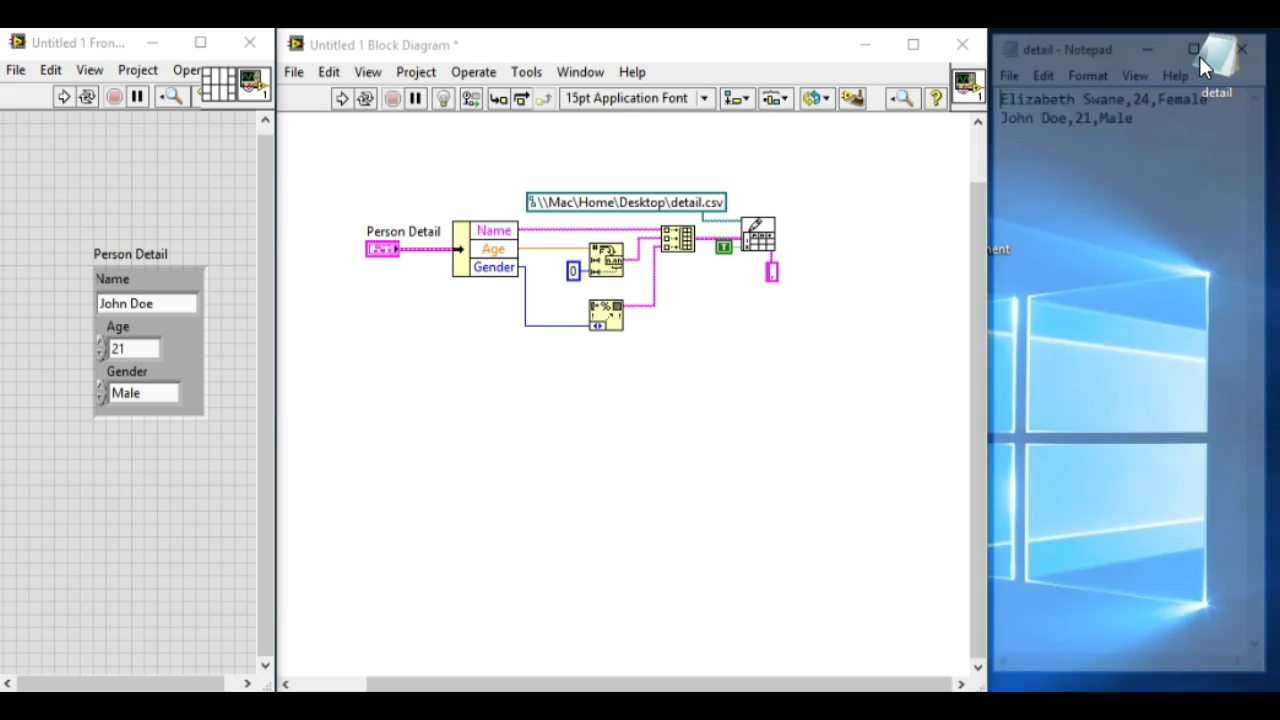 Untitled 1 Fron...
File Edit View Project Oper
Person Detail
Name
John Doe
Age
21
Gender
Male
Untitled 1 Block Diagram *
File Edit View Project Operate Tools Window Help
15pt Application Font
\\Mac\Home\Desktop\detail.csv
Person Detail
Name
Age
Gender
0
T
,
detail - Notepad
File Edit Format View Help
detail
Elizabeth Swane,24,Female
John Doe,21,Male